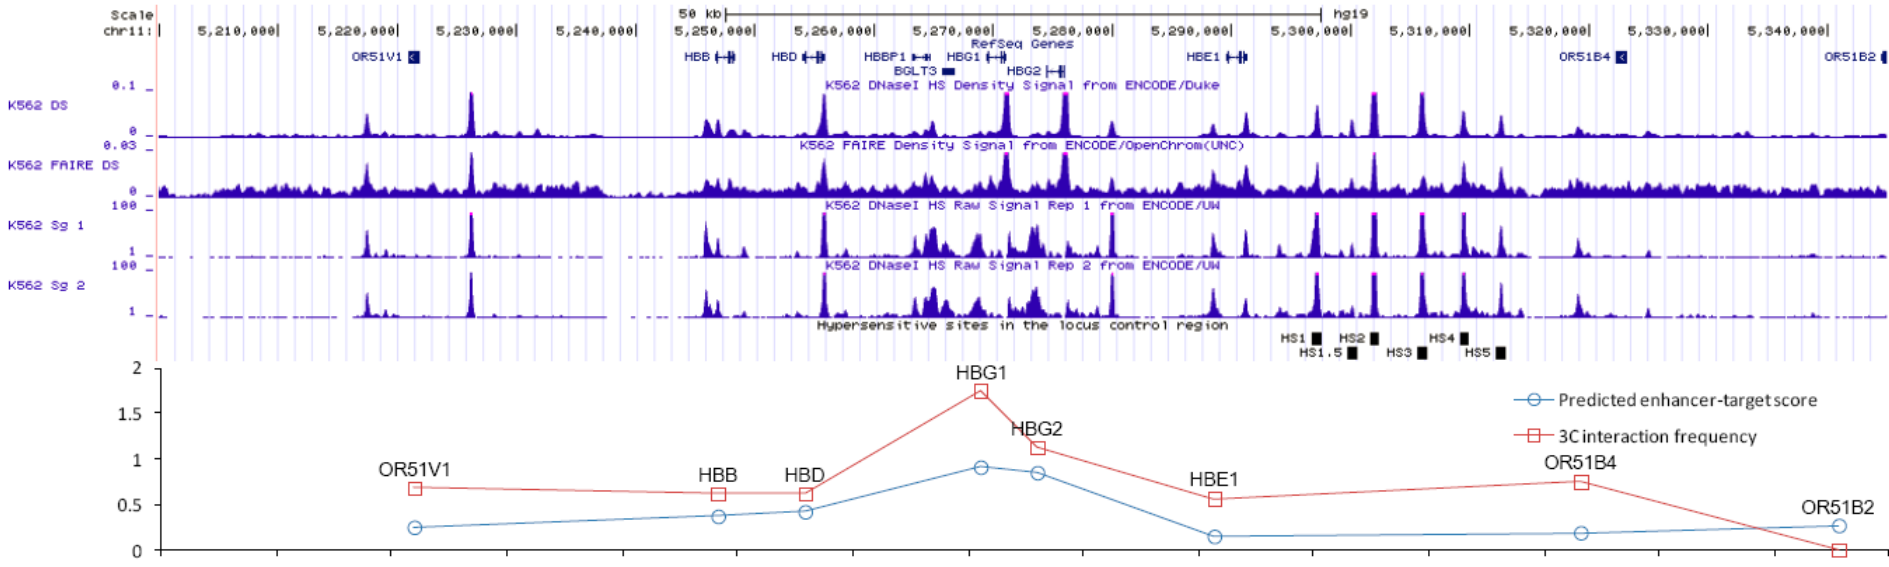 Scale 50 kb hg19
chr11: 5,210,000 5,220,000 5,230,000 5,240,000 5,250,000 5,260,000 5,270,000 5,280,000 5,290,000 5,300,000 5,310,000 5,320,000 5,330,000 5,340,000
RefSeq Genes
OR51V1 HBB HBD HBBP1 HBG1 HBE1 OR51B4 OR51B2
BGLT3 HBG2
K562 DNaseI HS Density Signal from ENCODE/Duke
0.1
K562 DS
0
K562 FAIRE Density Signal from ENCODE/OpenChrom(UNC)
0.03
K562 FAIRE DS
0
K562 DNaseI HS Raw Signal Rep 1 from ENCODE/UW
100
K562 Sg 1
1
K562 DNaseI HS Raw Signal Rep 2 from ENCODE/UW
100
K562 Sg 2
1
Hypersensitive sites in the locus control region
HS1 HS2 HS4
HS1.5 HS3 HS5
2
HBG1
Predicted enhancer-target score
1.5
HBG2
3C interaction frequency
1
OR51V1 HBB HBD HBE1 OR51B4
0.5
OR51B2
0